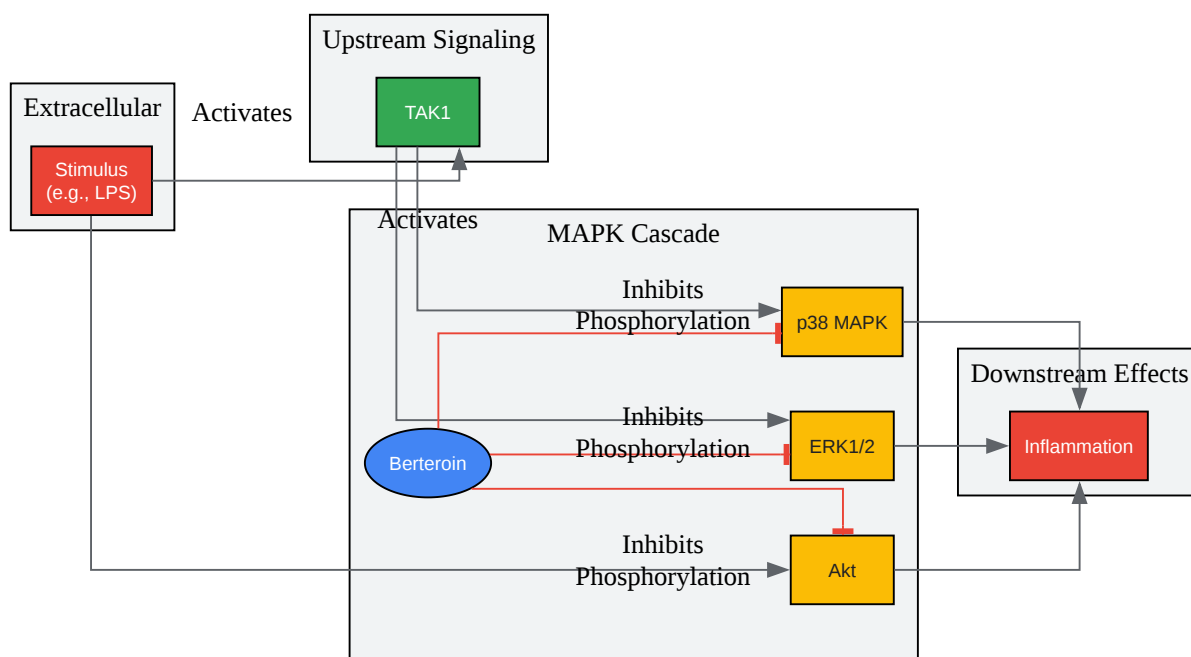 Upstream Signaling
TAK1
Extracellular
Activates
Stimulus
(e.g., LPS)
Activates
MAPK Cascade
Inhibits
Phosphorylation
p38 MAPK
Downstream Effects
Inhibits
Phosphorylation
ERK1/2
Inflammation
Berteroin
Inhibits
Phosphorylation
Akt